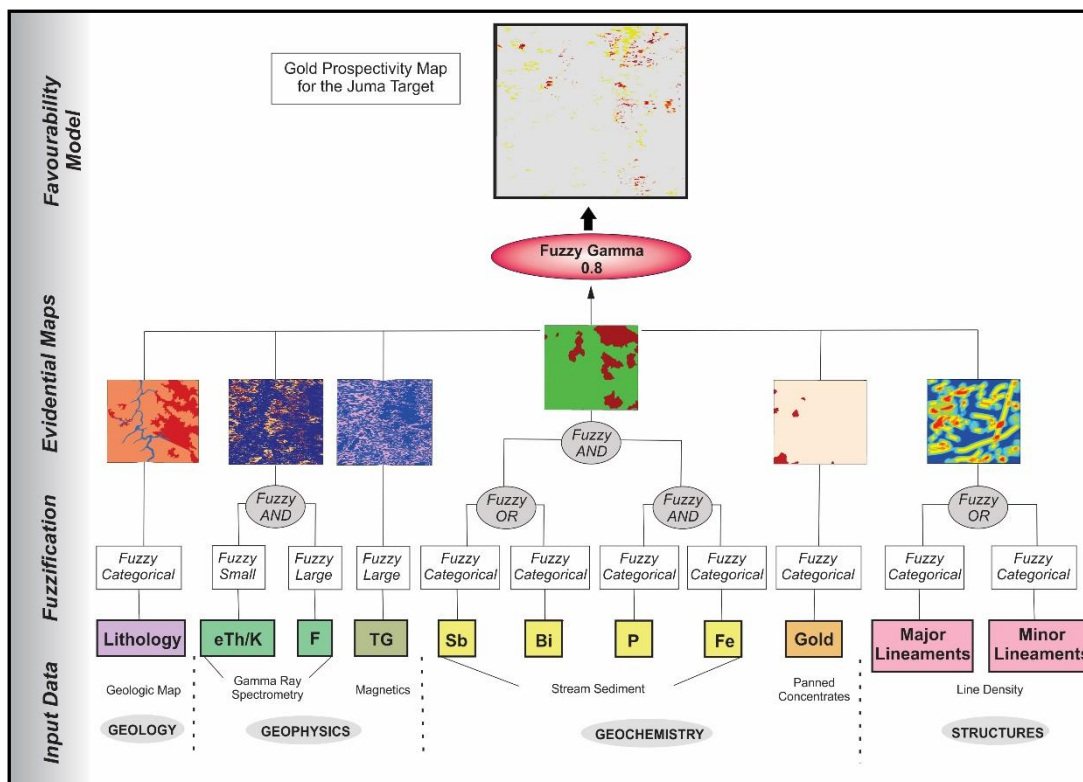 Favourability
Model
Gold Prospectivity Map
for the Juma Target
Fuzzy Gamma
0.8
Evidential Maps
Fuzzy
AND
Fuzzification
Fuzzy
AND
Fuzzy
OR
Fuzzy
AND
Fuzzy
OR
Fuzzy
Categorical
Fuzzy
Small
Fuzzy
Large
Fuzzy
Large
Fuzzy
Categorical
Fuzzy
Categorical
Fuzzy
Categorical
Fuzzy
Categorical
Fuzzy
Categorical
Fuzzy
Categorical
Fuzzy
Categorical
Input Data
Lithology
eTh/K
F
TG
Sb
Bi
P
Fe
Gold
Major
Lineaments
Minor
Lineaments
Geologic Map
Gamma Ray
Spectrometry
Magnetics
Stream Sediment
Panned
Concentrates
Line Density
GEOLOGY
GEOPHYSICS
GEOCHEMISTRY
STRUCTURES